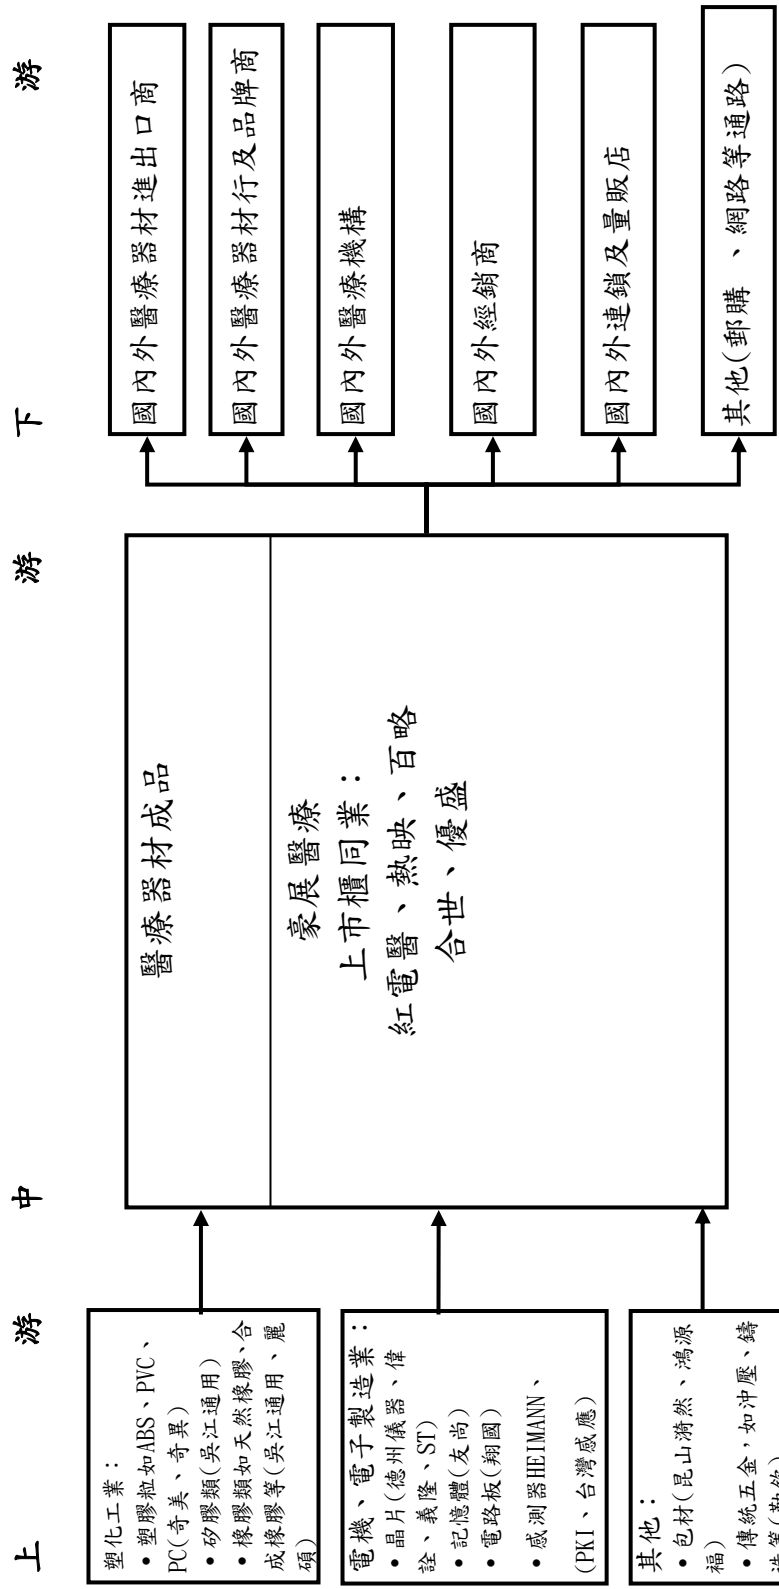 上　游
中　游
下　游
塑化工業：
• 塑膠粒如ABS、PVC、
PC(奇美、奇異)
• 矽膠類(吳江通用)
• 橡膠類如天然橡膠、合
成橡膠等(吳江通用、麗
碩)
電機、電子製造業：
• 晶片(德州儀器、偉
詮、義隆、ST)
• 記憶體(友尚)
• 電路板(翔國)
• 感測器HEIMANN、
(PKI、台灣感應)
其他：
• 包材(昆山漪然、鴻源
福)
• 傳統五金，如沖壓、鑄
醫療器材成品
豪展醫療
上市櫃同業：
紅電醫、熱映、百略
合世、優盛
國內外醫療器材進出口商
國內外醫療器材行及品牌商
國內外醫療機構
國內外經銷商
國內外連鎖及量販店
其他(郵購、網路等通路)